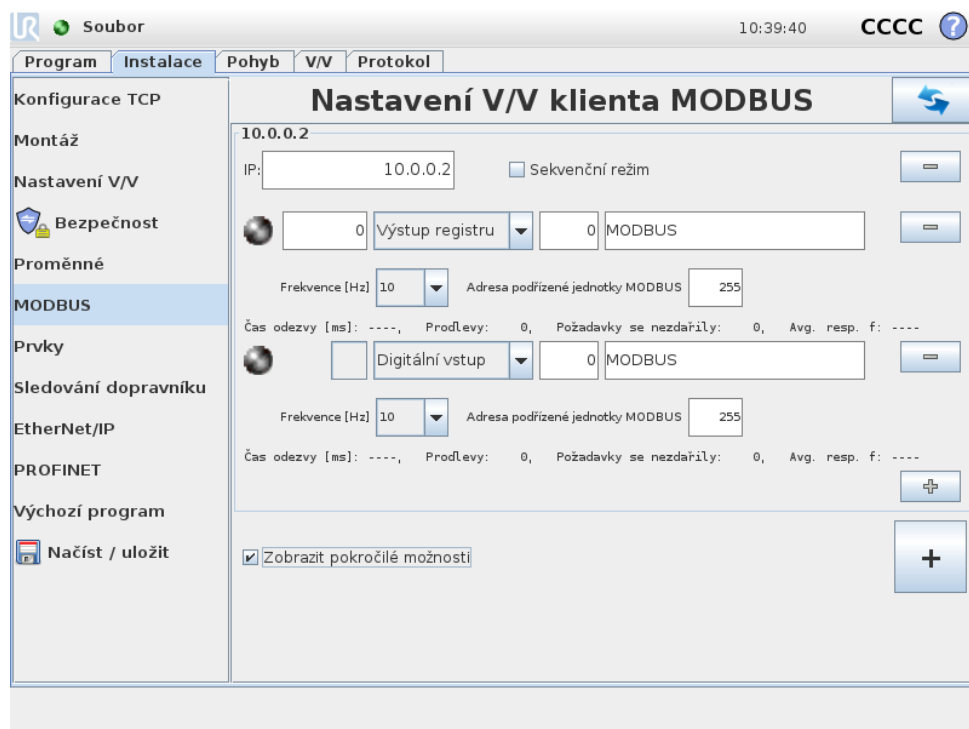 UR Soubor 10:39:40 CCCC ?
Program Instalace Pohyb V/V Protokol
Konfigurace TCP
Montáž
Nastavení V/V
Bezpečnost
Proměnné
MODBUS
Prvky
Sledování dopravníku
EtherNet/IP
PROFINET
Výchozí program
Načíst / uložit
Nastavení V/V klienta MODBUS
10.0.0.2
IP: 10.0.0.2 Sekvenční režim
0 Výstup registru 0 MODBUS
Frekvence [Hz] 10 Adresa podřízené jednotky MODBUS 255
Čas odezvy [ms]: ----, Prodlevy: 0, Požadavky se nezdařily: 0, Avg. resp. f: ----
Digitální vstup 0 MODBUS
Frekvence [Hz] 10 Adresa podřízené jednotky MODBUS 255
Čas odezvy [ms]: ----, Prodlevy: 0, Požadavky se nezdařily: 0, Avg. resp. f: ----
Zobrazit pokročilé možnosti